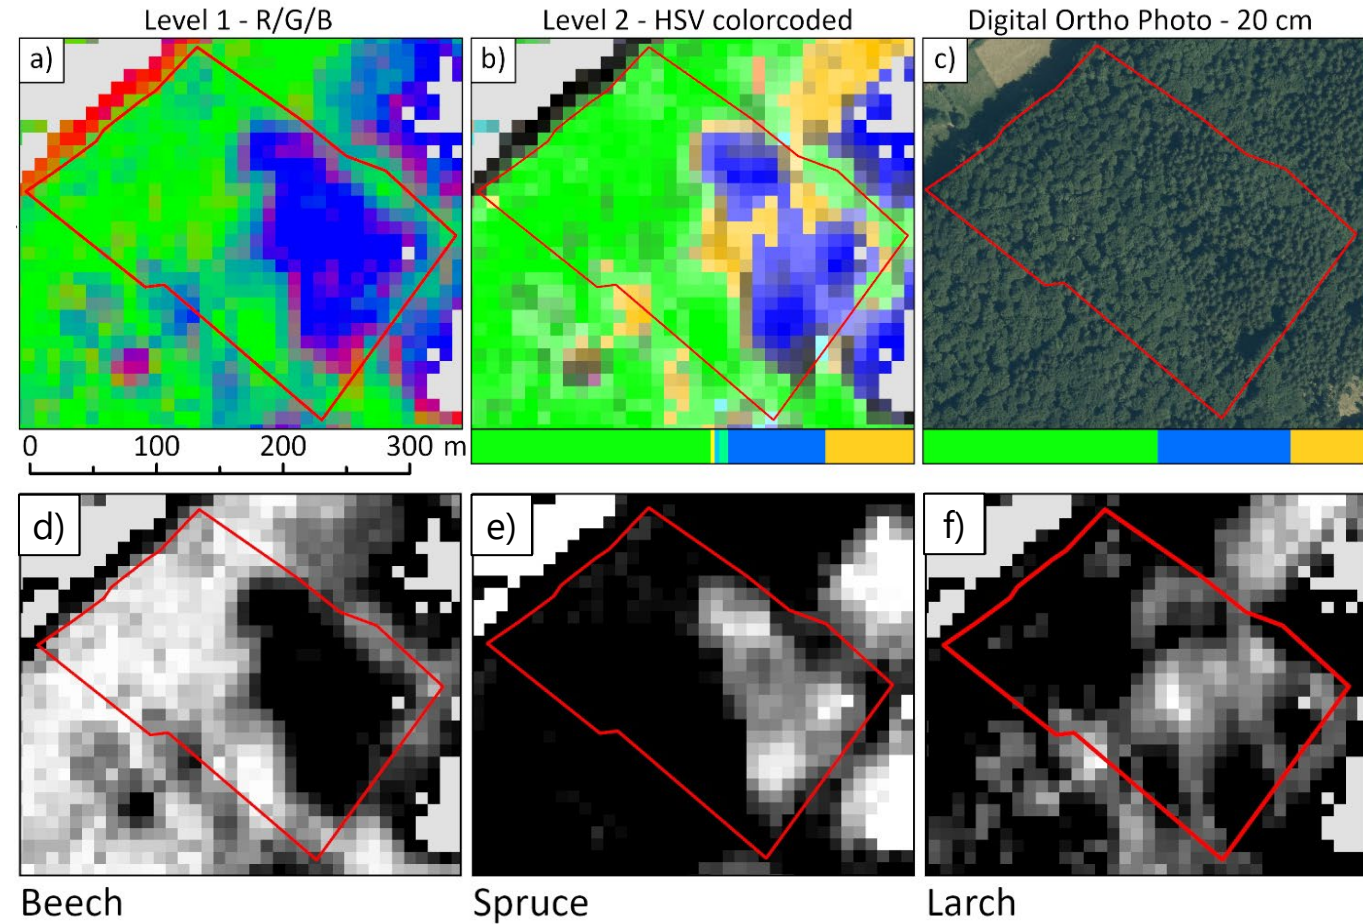 Level 1 - R/G/B
Level 2 - HSV colorcoded
Digital Ortho Photo - 20 cm
a)
b)
c)
0 100 200 300 m
d)
e)
f)
Beech
Spruce
Larch